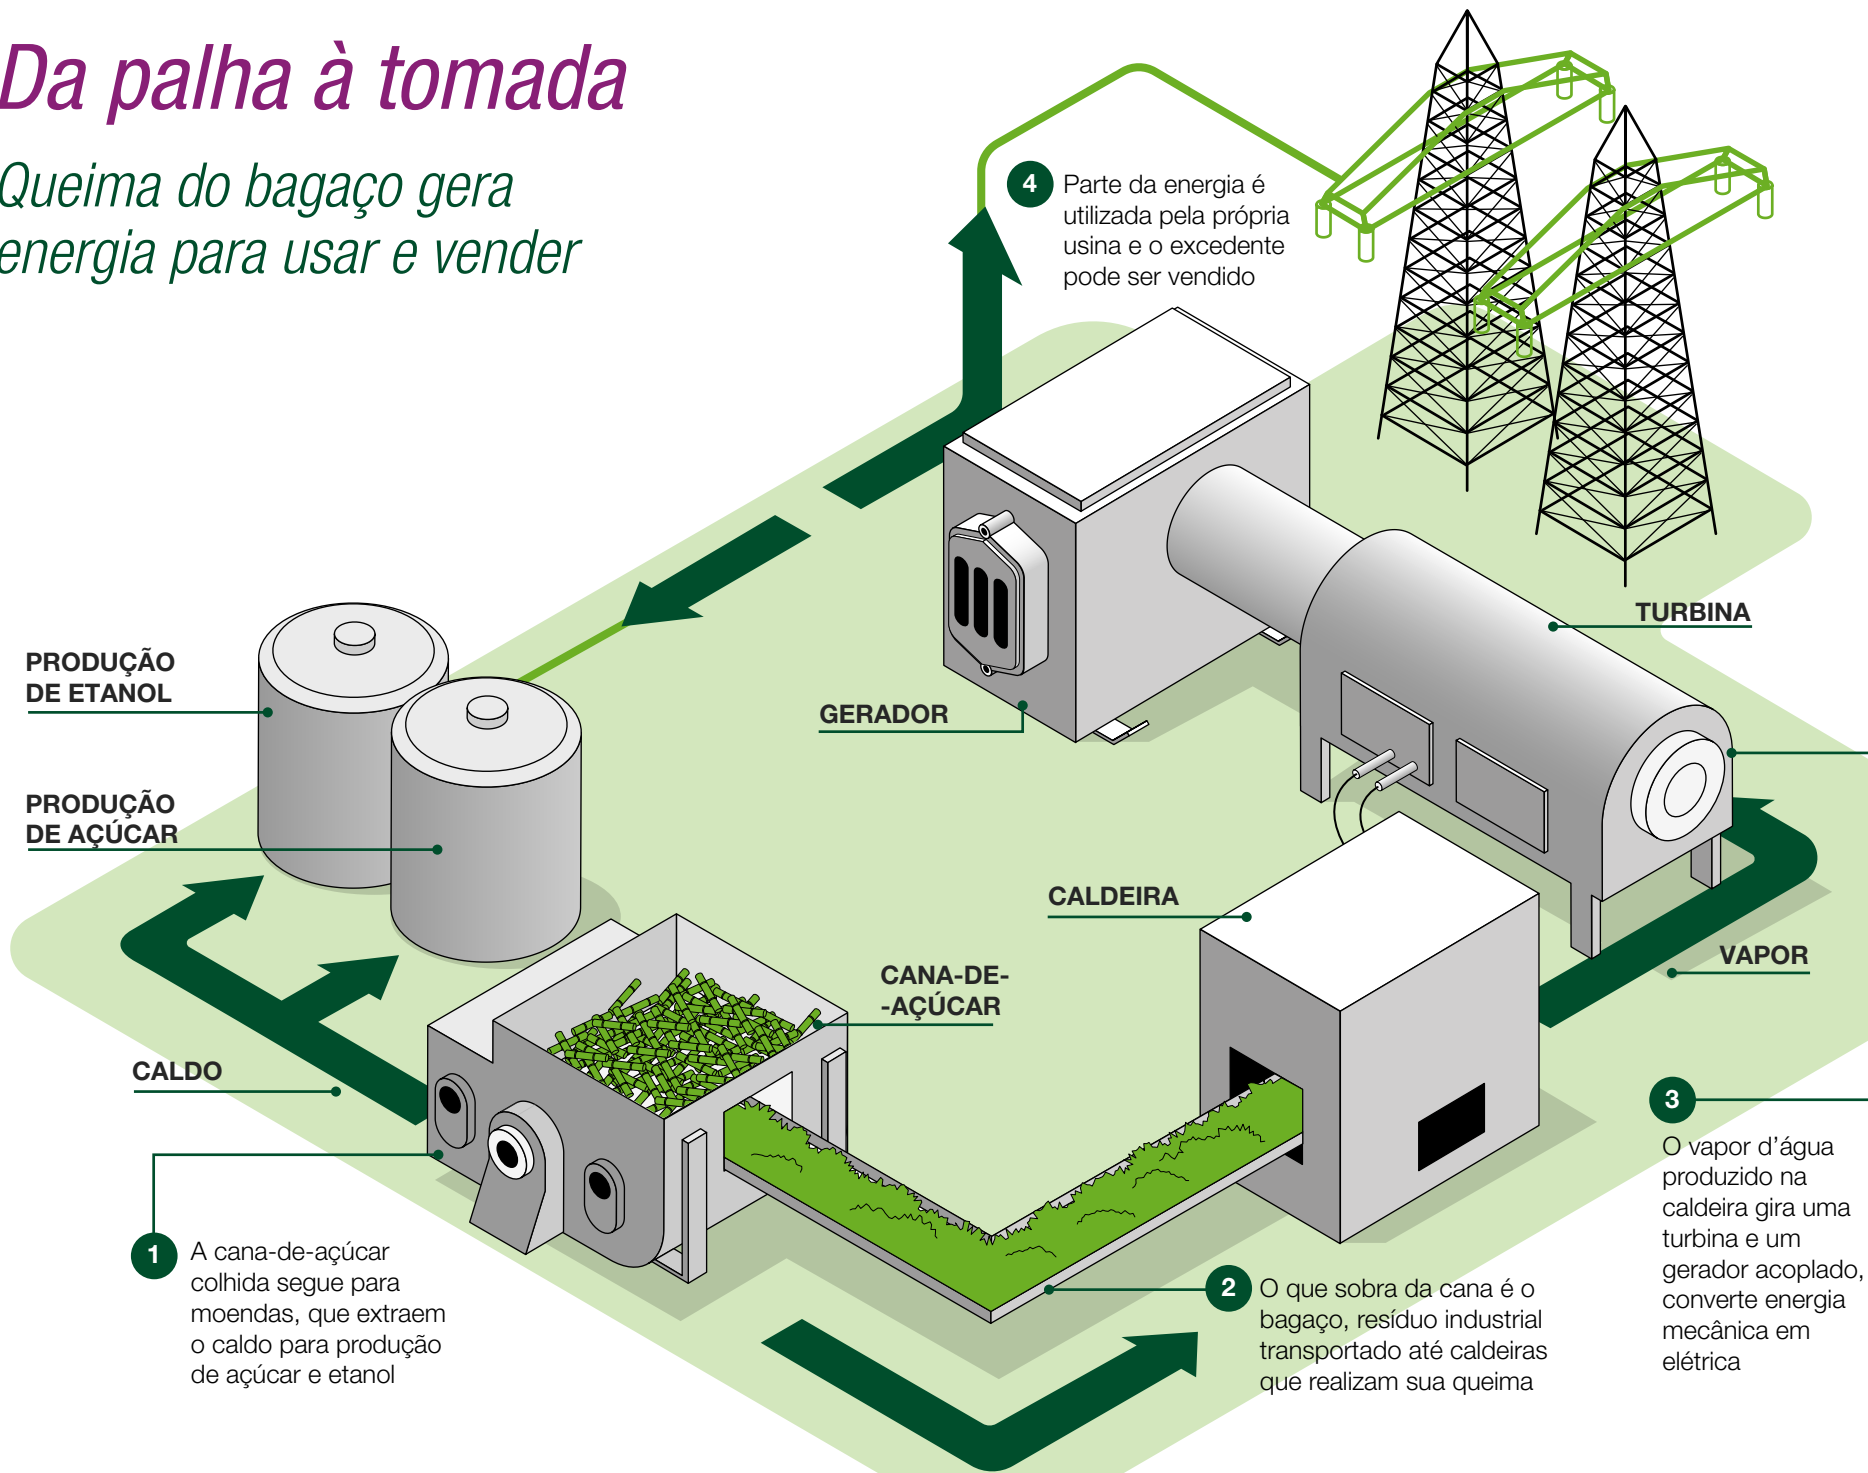 Da palha à tomada
Queima do bagaço gera
energia para usar e vender
4
Parte da energia é
utilizada pela própria
usina e o excedente
pode ser vendido
TURBINA
PRODUÇÃO
DE ETANOL
GERADOR
PRODUÇÃO
DE AÇÚCAR
CALDEIRA
VAPOR
CANA-DE-
-AÇÚCAR
CALDO
3
O vapor d’água
produzido na
caldeira gira uma
turbina e um
gerador acoplado,
converte energia
mecânica em
elétrica
1
A cana-de-açúcar
colhida segue para
moendas, que extraem
o caldo para produção
de açúcar e etanol
2
O que sobra da cana é o
bagaço, resíduo industrial
transportado até caldeiras
que realizam sua queima